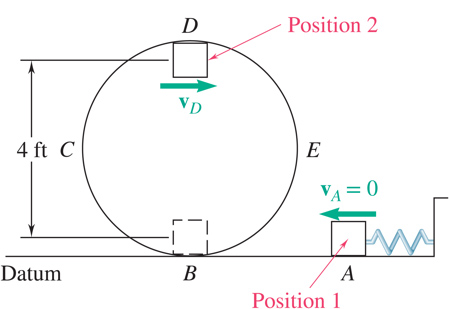 D
Position 2
v_D
4 ft
C
E
v_A = 0
Datum
B
A
Position 1